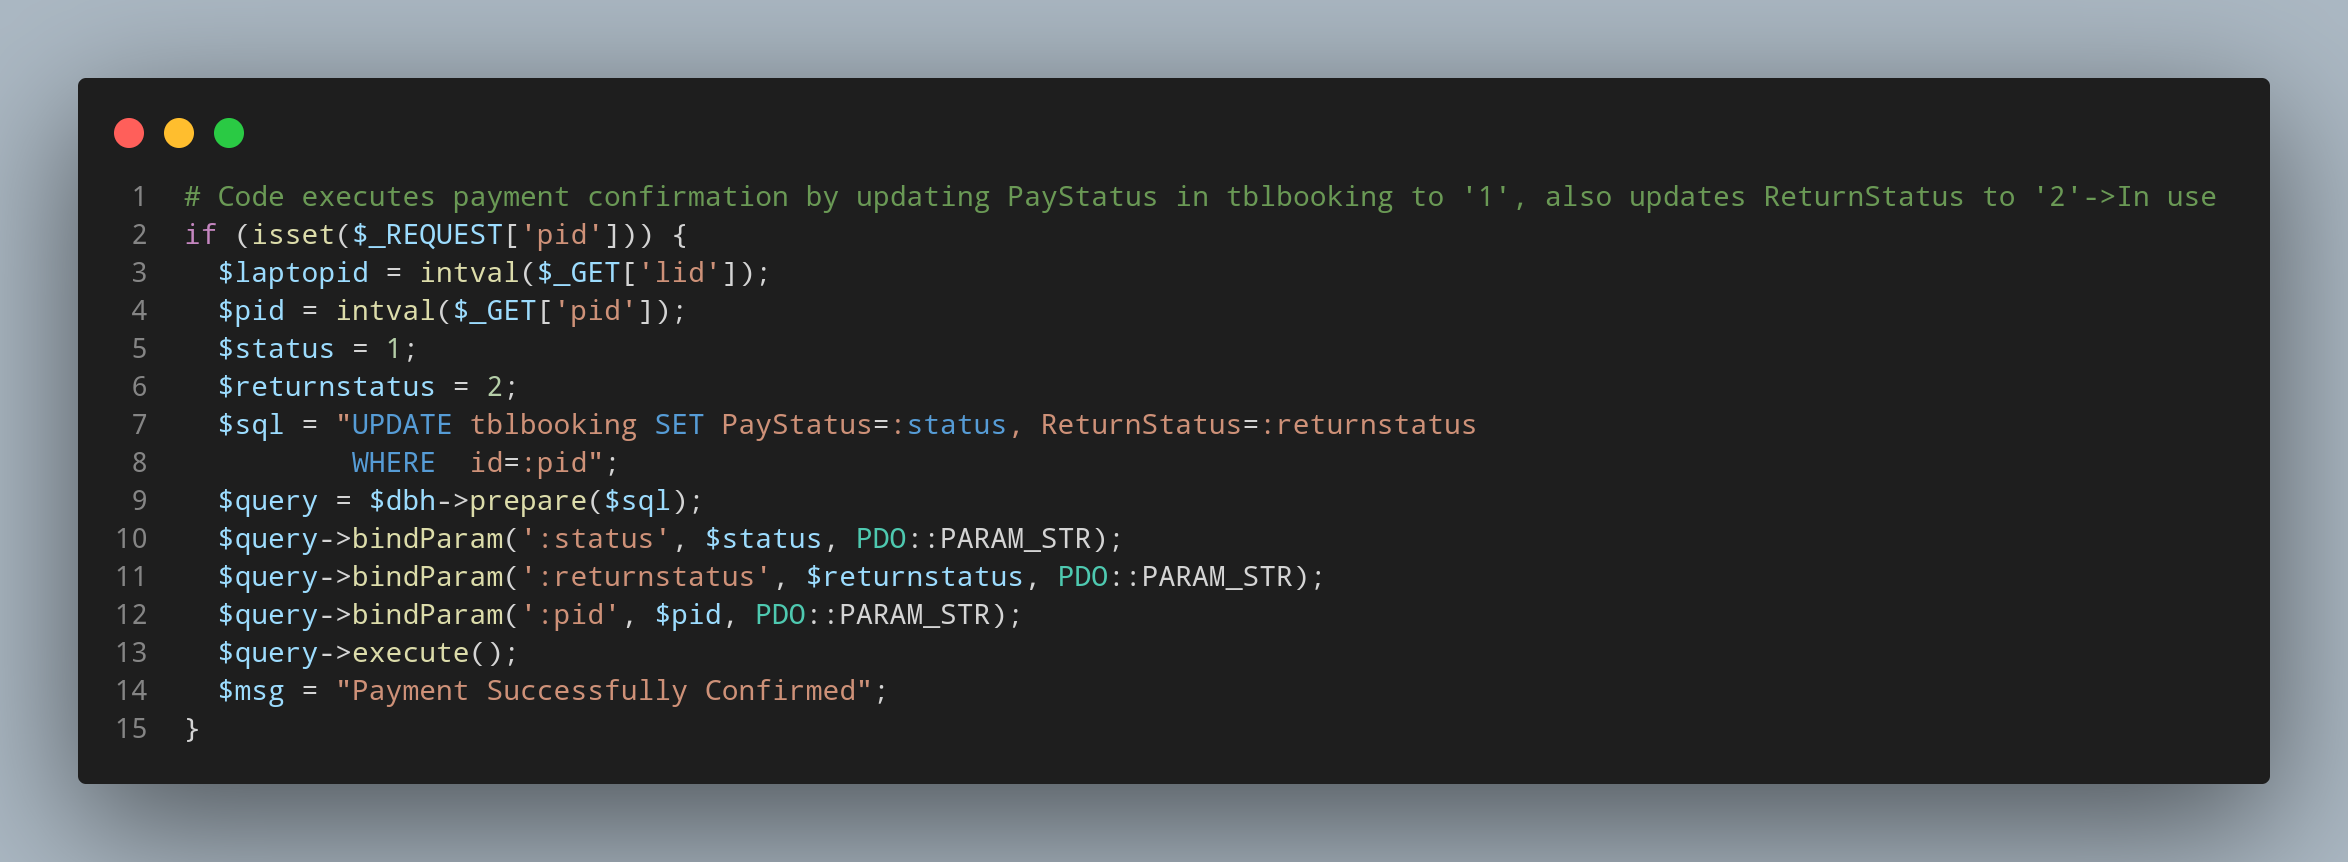 1 # Code executes payment confirmation by updating PayStatus in tblbooking to '1', also updates ReturnStatus to '2'->In use
2 if (isset($_REQUEST['pid'])) {
3   $laptopid = intval($_GET['lid']);
4   $pid = intval($_GET['pid']);
5   $status = 1;
6   $returnstatus = 2;
7   $sql = "UPDATE tblbooking SET PayStatus=:status, ReturnStatus=:returnstatus
8           WHERE  id=:pid";
9   $query = $dbh->prepare($sql);
10   $query->bindParam(':status', $status, PDO::PARAM_STR);
11   $query->bindParam(':returnstatus', $returnstatus, PDO::PARAM_STR);
12   $query->bindParam(':pid', $pid, PDO::PARAM_STR);
13   $query->execute();
14   $msg = "Payment Successfully Confirmed";
15 }